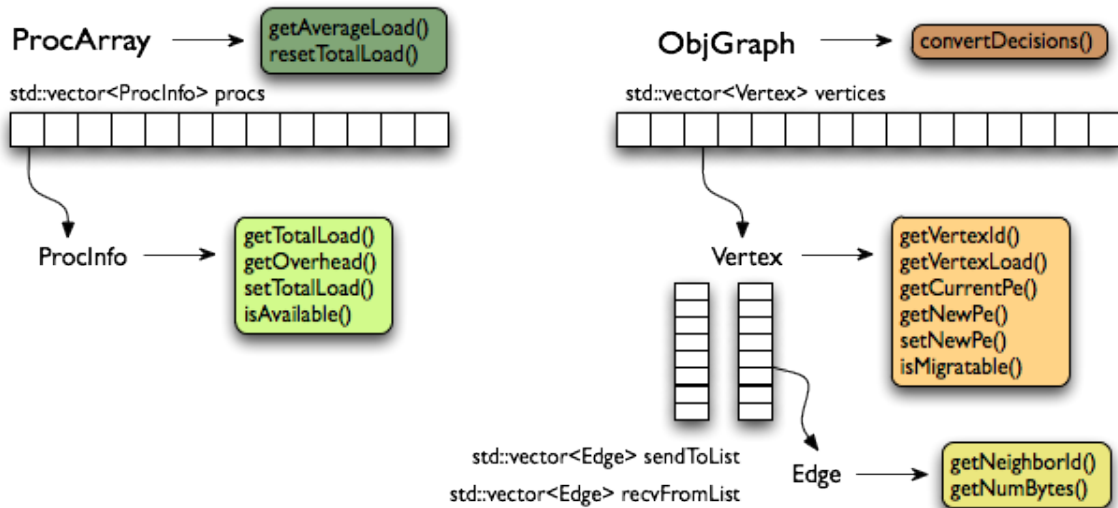 ProcArray
getAverageLoad()
resetTotalLoad()
std::vector<ProcInfo> procs
ProcInfo
getTotalLoad()
getOverhead()
setTotalLoad()
isAvailable()
ObjGraph
convertDecisions()
std::vector<Vertex> vertices
Vertex
getVertexId()
getVertexLoad()
getCurrentPe()
getNewPe()
setNewPe()
isMigratable()
std::vector<Edge> sendToList
std::vector<Edge> recvFromList
Edge
getNeighborId()
getNumBytes()